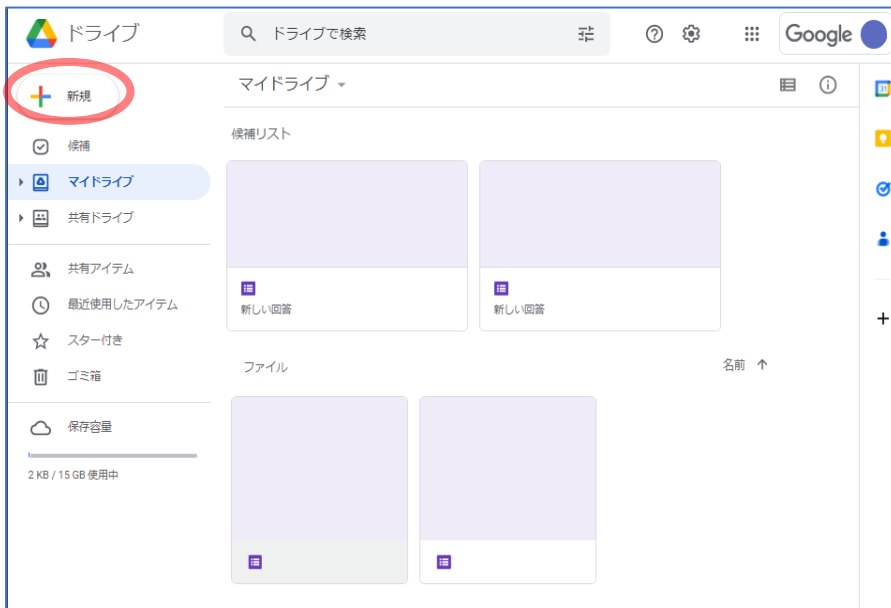 ドライブ
ドライブで検索
Google
新規
マイドライブ
候補リスト
候補
マイドライブ
共有ドライブ
新しい回答
新しい回答
共有アイテム
最近使用したアイテム
スター付き
ゴミ箱
ファイル
名前
保存容量
2 KB / 15 GB 使用中
31